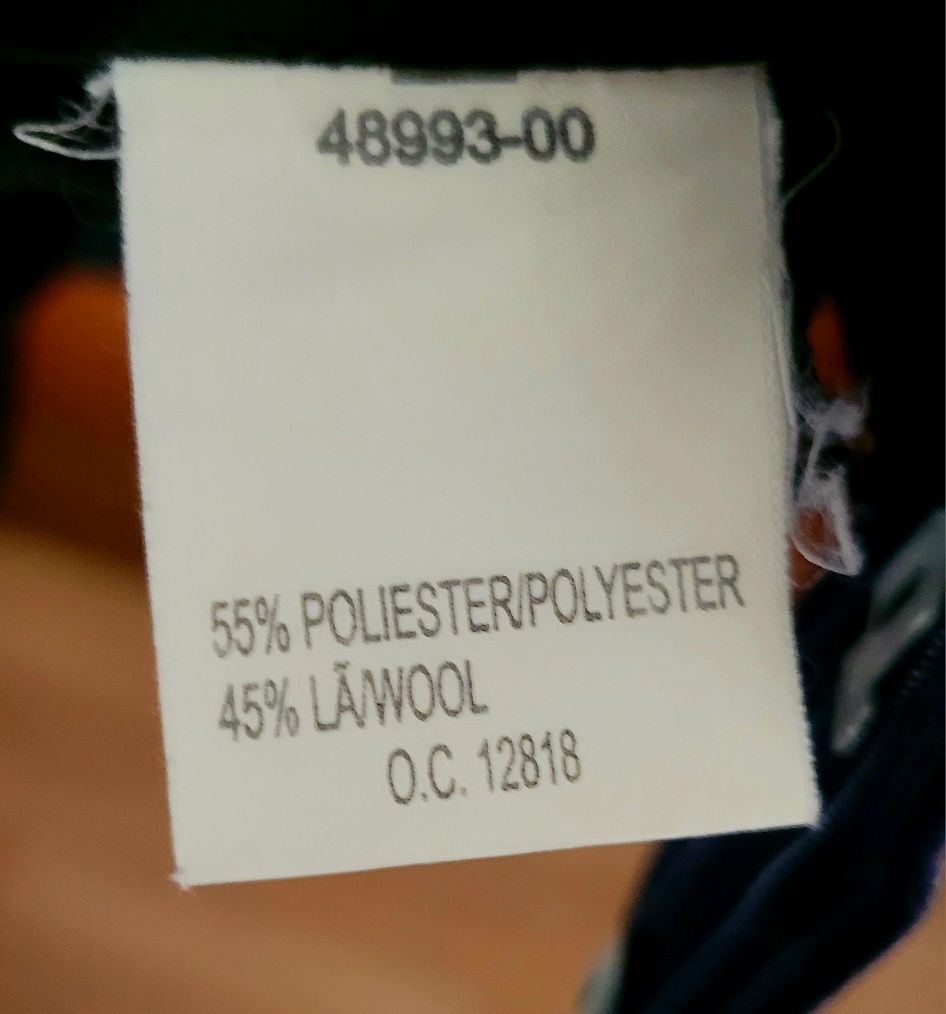 48993-00
55% POLIESTER/POLYESTER
45% LÃ/WOOL
O.C. 12818